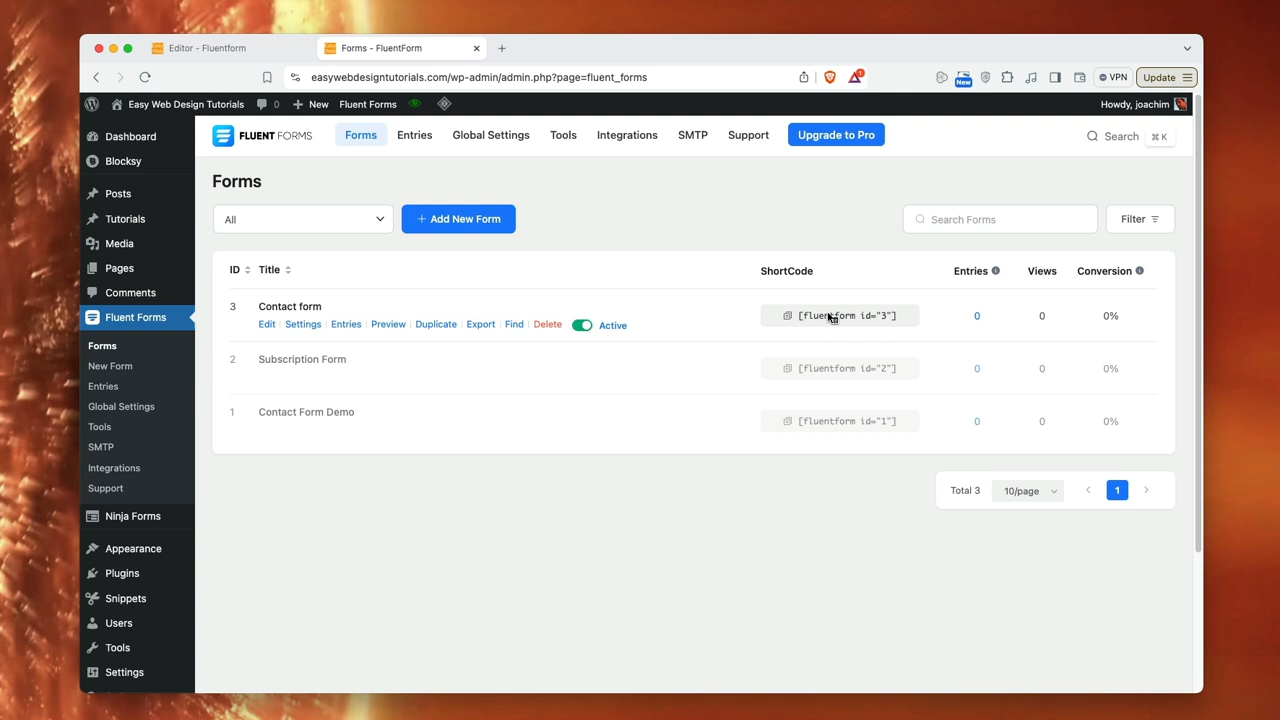 Editor - Fluentform
Forms - FluentForm
easywebdesigntutorials.com/wp-admin/admin.php?page=fluent_forms
1
New
VPN
Update
Easy Web Design Tutorials
0
New
Fluent Forms
Howdy, joachim
Dashboard
Blocksy
Posts
Tutorials
Media
Pages
Comments
Fluent Forms
Forms
New Form
Entries
Global Settings
Tools
SMTP
Integrations
Support
Ninja Forms
Appearance
Plugins
Snippets
Users
Tools
Settings
FLUENT FORMS
Forms
Entries
Global Settings
Tools
Integrations
SMTP
Support
Upgrade to Pro
Search
⌘ K
Forms
All
+ Add New Form
Search Forms
Filter
ID Title ShortCode Entries Views Conversion
3 Contact form [fluentform id="3"] 0 0 0%
Edit Settings Entries Preview Duplicate Export Find Delete Active
2 Subscription Form [fluentform id="2"] 0 0 0%
1 Contact Form Demo [fluentform id="1"] 0 0 0%
Total 3 10/page 1